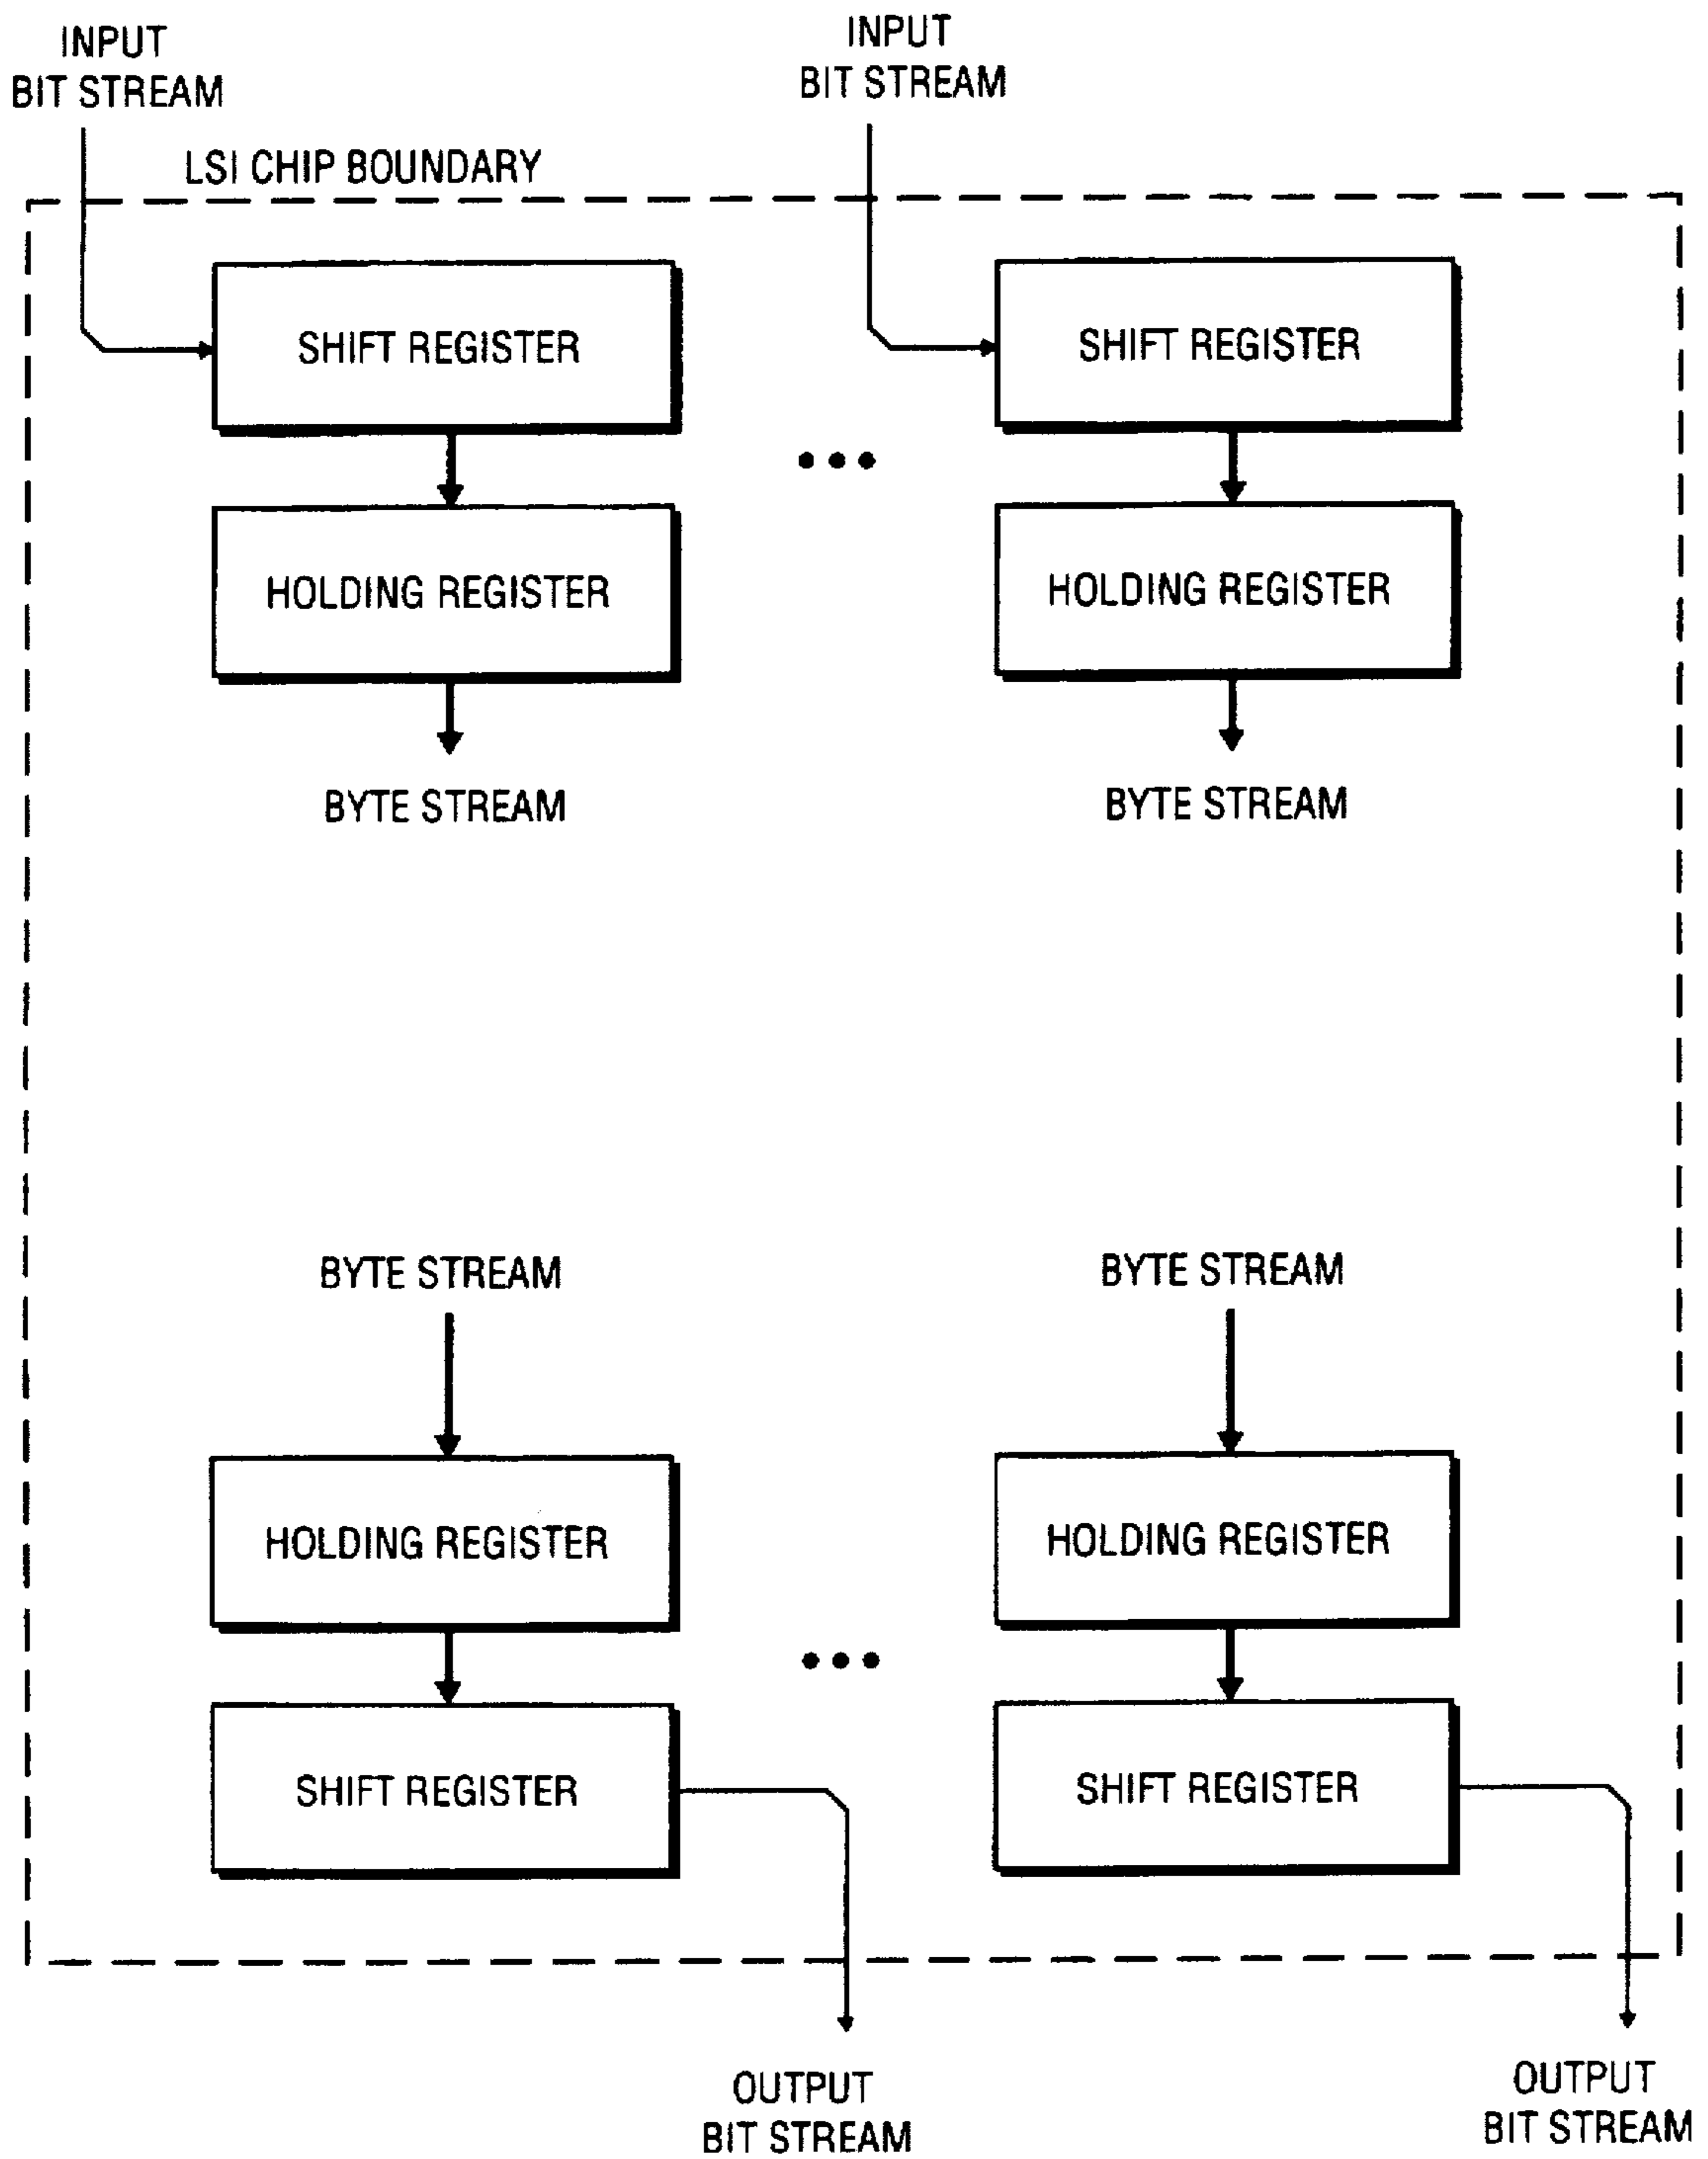 INPUT
BIT STREAM
INPUT
BIT STREAM
LSI CHIP BOUNDARY
SHIFT REGISTER
SHIFT REGISTER
HOLDING REGISTER
HOLDING REGISTER
BYTE STREAM
BYTE STREAM
BYTE STREAM
BYTE STREAM
HOLDING REGISTER
HOLDING REGISTER
SHIFT REGISTER
SHIFT REGISTER
OUTPUT
BIT STREAM
OUTPUT
BIT STREAM